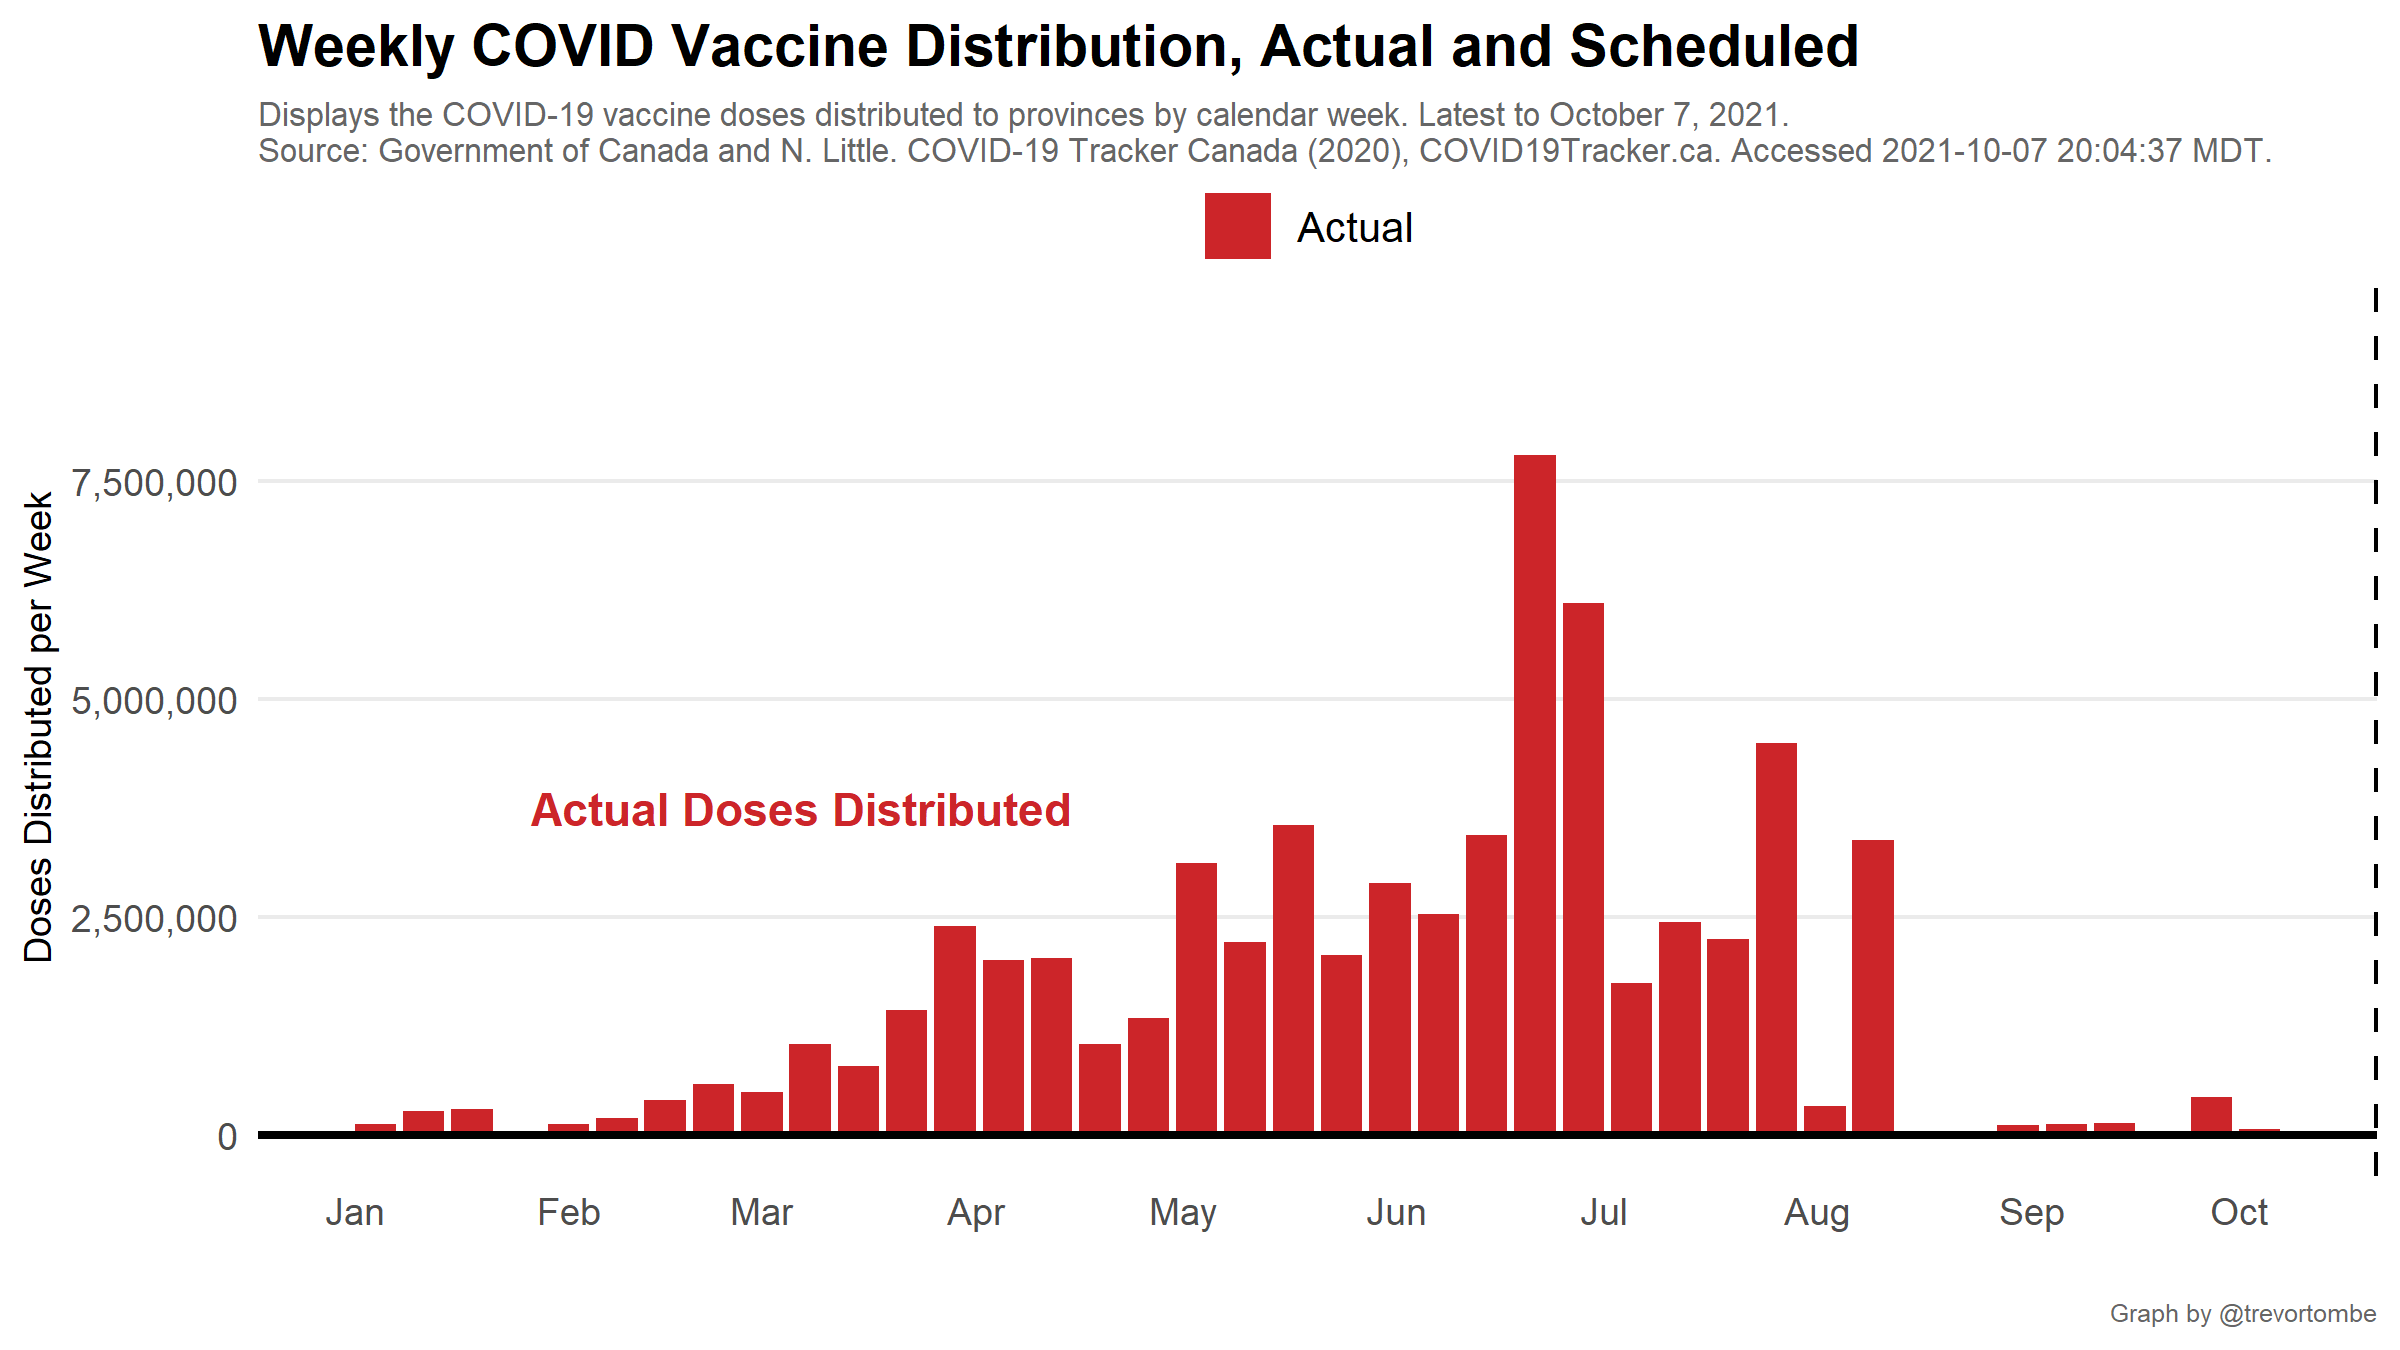 Weekly COVID Vaccine Distribution, Actual and Scheduled
Displays the COVID-19 vaccine doses distributed to provinces by calendar week. Latest to October 7, 2021.
Source: Government of Canada and N. Little. COVID-19 Tracker Canada (2020), COVID19Tracker.ca. Accessed 2021-10-07 20:04:37 MDT.
Actual
Doses Distributed per Week
7,500,000
5,000,000
2,500,000
0
Actual Doses Distributed
Jan Feb Mar Apr May Jun Jul Aug Sep Oct
Graph by @trevortombe